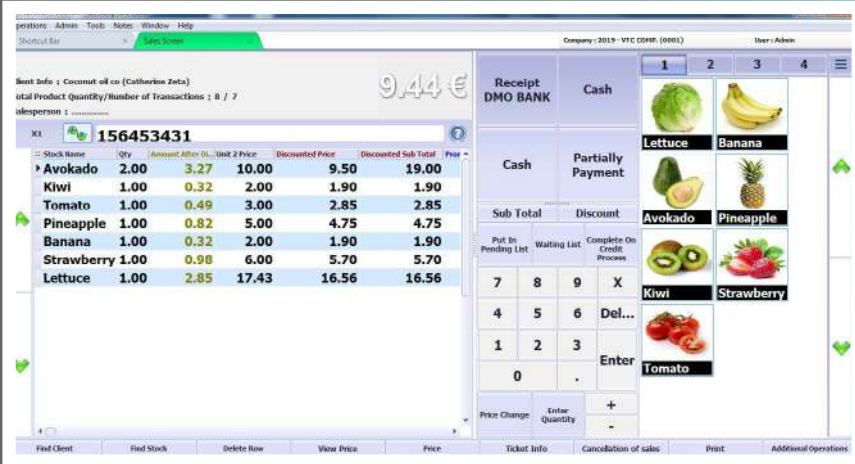 perations Admin Tools Notes Window Help
Shortcut Bar × Sales Screen Company : 2019 - VTC COMP. (0001) User : Admin
lient Info : Coconut oil co (Catherine Zeta)
otal Product Quantity/Number of Transactions : 8 / 7
alesperson : ..............
9.44 €
X1 156453431 ?
Stock Name Qty Amount After Di... Unit 2 Price Discounted Price Discounted Sub Total
Avokado 2.00 3.27 10.00 9.50 19.00
Kiwi 1.00 0.32 2.00 1.90 1.90
Tomato 1.00 0.49 3.00 2.85 2.85
Pineapple 1.00 0.82 5.00 4.75 4.75
Banana 1.00 0.32 2.00 1.90 1.90
Strawberry 1.00 0.98 6.00 5.70 5.70
Lettuce 1.00 2.85 17.43 16.56 16.56
Receipt
DMO BANK
Cash
Cash
Partially
Payment
Sub Total Discount
Put In
Pending List
Waiting List
Complete On
Credit
Process
7 8 9 X
4 5 6 Del...
1 2 3
Enter
0 .
Price Change
Enter
Quantity
+
-
1 2 3 4
Lettuce Banana
Avokado Pineapple
Kiwi Strawberry
Tomato
Find Client Find Stock Delete Row View Price Price Ticket Info Cancellation of sales Print Additional Operations